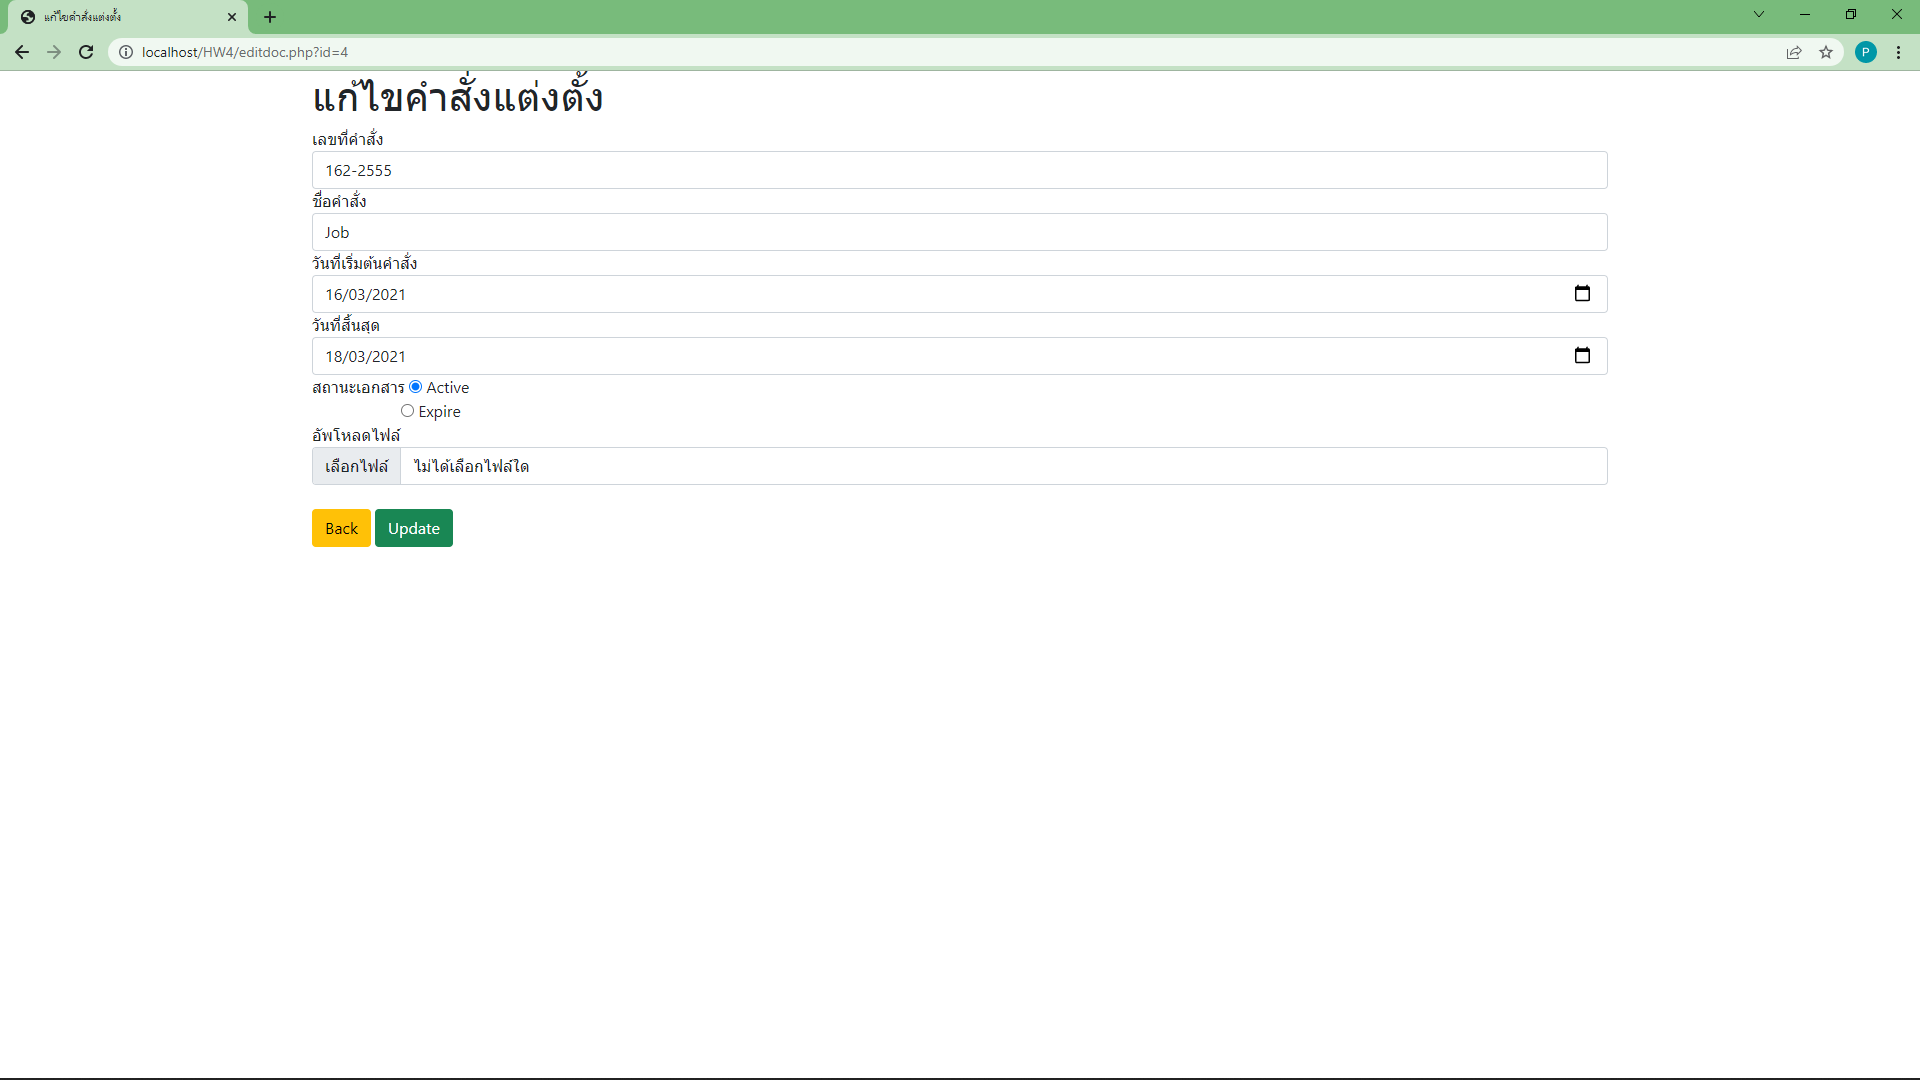 แก้ไขคำสั่งแต่งตั้ง
localhost/HW4/editdoc.php?id=4
P
แก้ไขคำสั่งแต่งตั้ง
เลขที่คำสั่ง
162-2555
ชื่อคำสั่ง
Job
วันที่เริ่มต้นคำสั่ง
16/03/2021
วันที่สิ้นสุด
18/03/2021
สถานะเอกสาร Active
Expire
อัพโหลดไฟล์
เลือกไฟล์ ไม่ได้เลือกไฟล์ใด
Back Update